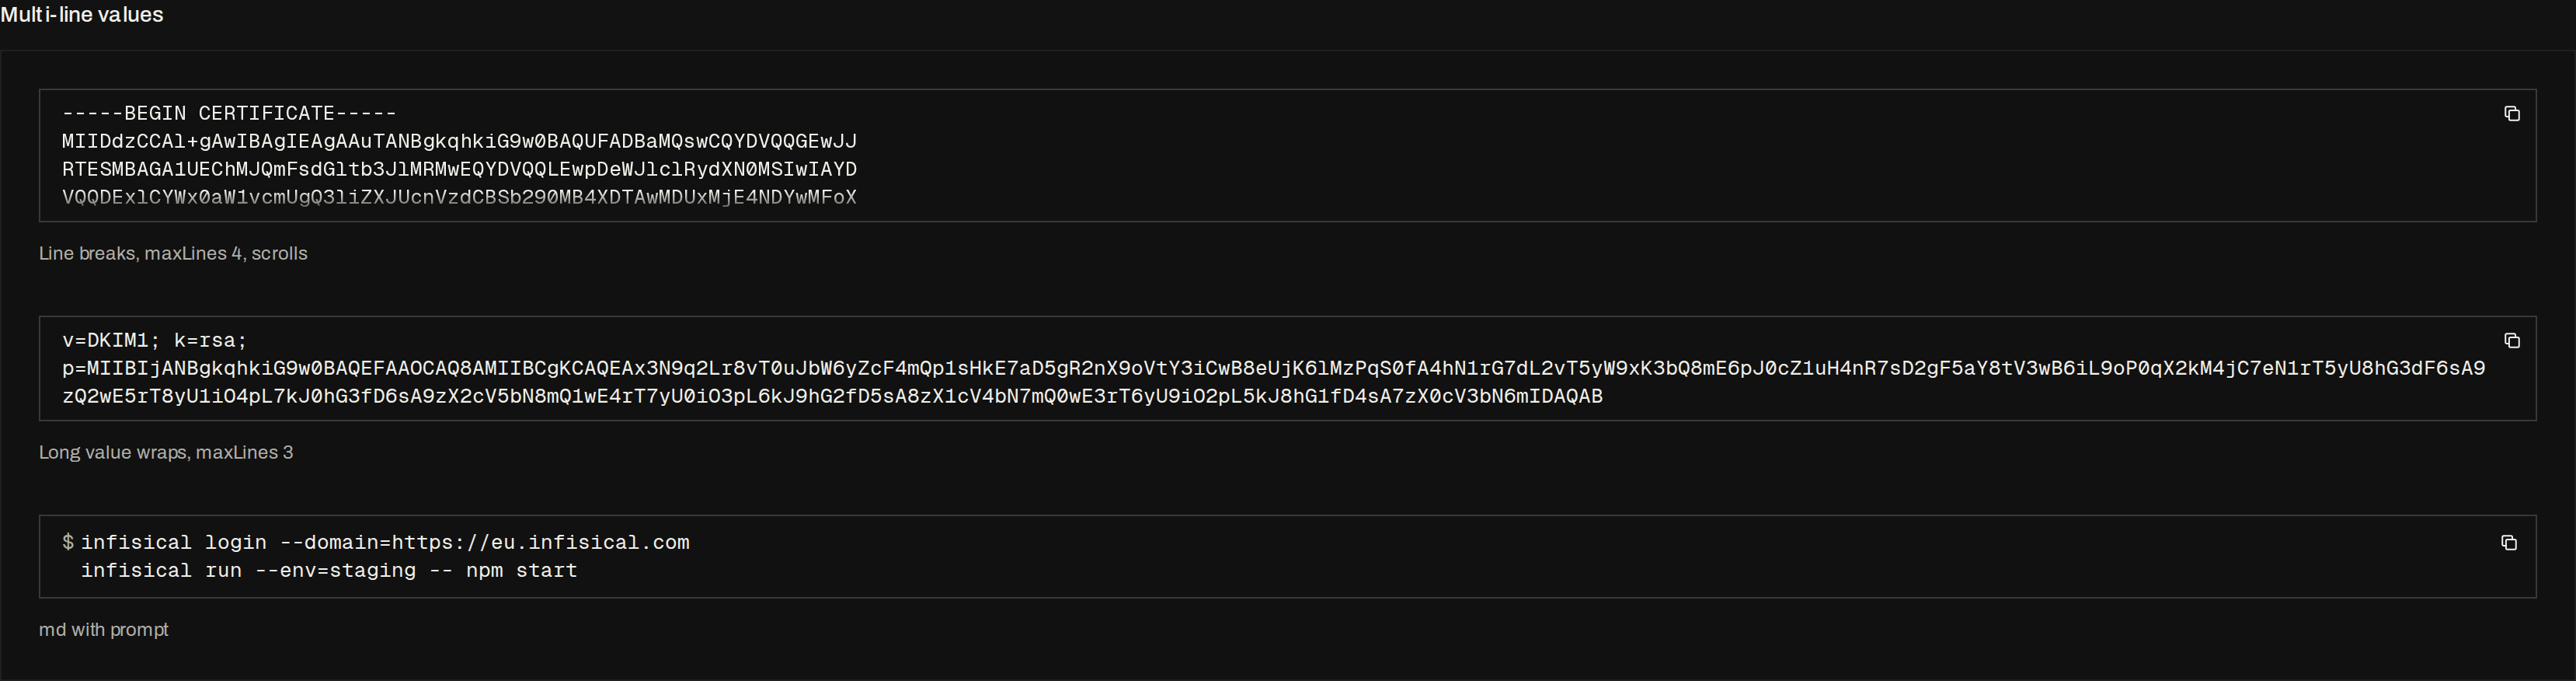 Multi-line values
-----BEGIN CERTIFICATE-----
MIIDdzCCAl+gAwIBAgIEAgAAuTANBgkqhkiG9w0BAQUFADBaMQswCQYDVQQGEwJJ
RTESMBAGA1UEChMJQmFsdGltb3JlMRMwEQYDVQQLEwpDeWJlclRydXN0MSIwIAYD
VQQDExlCYWx0aW1vcmUgQ3liZXJUcnVzdCBSb290MB4XDTAwMDUxMjE4NDYwMFoX
Line breaks, maxLines 4, scrolls
v=DKIM1; k=rsa;
p=MIIBIjANBgkqhkiG9w0BAQEFAAOCAQ8AMIIBCgKCAQEAx3N9q2Lr8vT0uJbW6yZcF4mQp1sHkE7aD5gR2nX9oVtY3iCwB8eUjK6lMzPqS0fA4hN1rG7dL2vT5yW9xK3bQ8mE6pJ0cZ1uH4nR7sD2gF5aY8tV3wB6iL9oP0qX2kM4jC7eN1rT5yU8hG3dF6sA9
zQ2wE5rT8yU1iO4pL7kJ0hG3fD6sA9zX2cV5bN8mQ1wE4rT7yU0iO3pL6kJ9hG2fD5sA8zX1cV4bN7mQ0wE3rT6yU9iO2pL5kJ8hG1fD4sA7zX0cV3bN6mIDAQAB
Long value wraps, maxLines 3
$ infisical login --domain=https://eu.infisical.com
infisical run --env=staging -- npm start
md with prompt